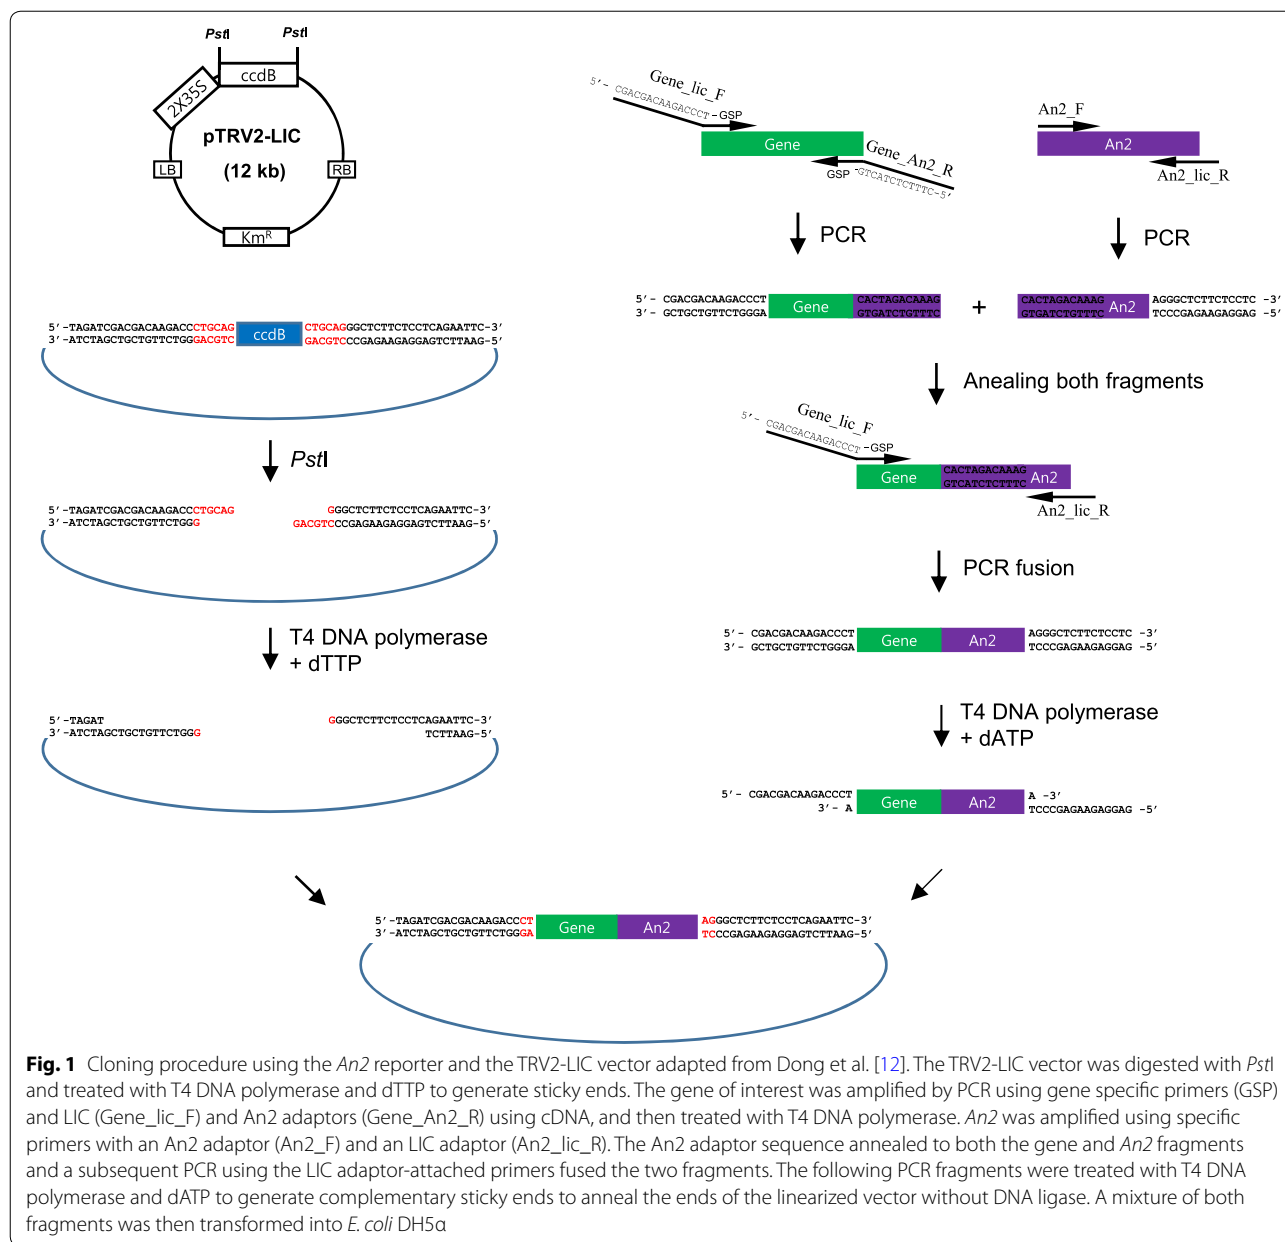 PstI
PstI
ccdB
2X35S
pTRV2-LIC
(12 kb)
LB
RB
KmR
5’- CGACGACAAGACCCT -GSP
Gene_lic_F
Gene
Gene_An2_R
GSP -GTCATCTCTTTC-5’
An2_F
An2
An2_lic_R
PCR
PCR
5’- CGACGACAAGACCCT Gene CACTAGACAAAG
3’- GCTGCTGTTCTGGGA GTGATCTGTTTC
+
CACTAGACAAAG An2 AGGGCTCTTCTCCTC -3’
GTGATCTGTTTC TCCCGAGAAGAGGAG -5’
5’-TAGATCGACGACAAGACCCTGCAG ccdB CTGCAGGGCTCTTCTCCTCAGAATTC-3’
3’-ATCTAGCTGCTGTTCTGGGACGTC GACGTCCCGAGAAGAGGAGTCTTAAG-5’
Anealing both fragments
Gene_lic_F
5’- CGACGACAAGACCCT -GSP
Gene CACTAGACAAAG An2
GTCATCTCTTTC
An2_lic_R
PstI
5’-TAGATCGACGACAAGACCCTGCAG GGGCTCTTCTCCTCAGAATTC-3’
3’-ATCTAGCTGCTGTTCTGGG GACGTCCCGAGAAGAGGAGTCTTAAG-5’
PCR fusion
T4 DNA polymerase
+ dTTP
5’- CGACGACAAGACCCT Gene An2 AGGGCTCTTCTCCTC -3’
3’- GCTGCTGTTCTGGGA TCCCGAGAAGAGGAG -5’
5’-TAGAT GGGCTCTTCTCCTCAGAATTC-3’
3’-ATCTAGCTGCTGTTCTGGG TCTTAAG-5’
T4 DNA polymerase
+ dATP
5’- CGACGACAAGACCCT Gene An2 A -3’
3’- A TCCCGAGAAGAGGAG -5’
5’-TAGATCGACGACAAGACCCT Gene An2 AGGGCTCTTCTCCTCAGAATTC-3’
3’-ATCTAGCTGCTGTTCTGGGA TCCCGAGAAGAGGAGTCTTAAG-5’
Fig. 1 Cloning procedure using the An2 reporter and the TRV2-LIC vector adapted from Dong et al. [12]. The TRV2-LIC vector was digested with PstI
and treated with T4 DNA polymerase and dTTP to generate sticky ends. The gene of interest was amplified by PCR using gene specific primers (GSP)
and LIC (Gene_lic_F) and An2 adaptors (Gene_An2_R) using cDNA, and then treated with T4 DNA polymerase. An2 was amplified using specific
primers with an An2 adaptor (An2_F) and an LIC adaptor (An2_lic_R). The An2 adaptor sequence annealed to both the gene and An2 fragments
and a subsequent PCR using the LIC adaptor-attached primers fused the two fragments. The following PCR fragments were treated with T4 DNA
polymerase and dATP to generate complementary sticky ends to anneal the ends of the linearized vector without DNA ligase. A mixture of both
fragments was then transformed into E. coli DH5α